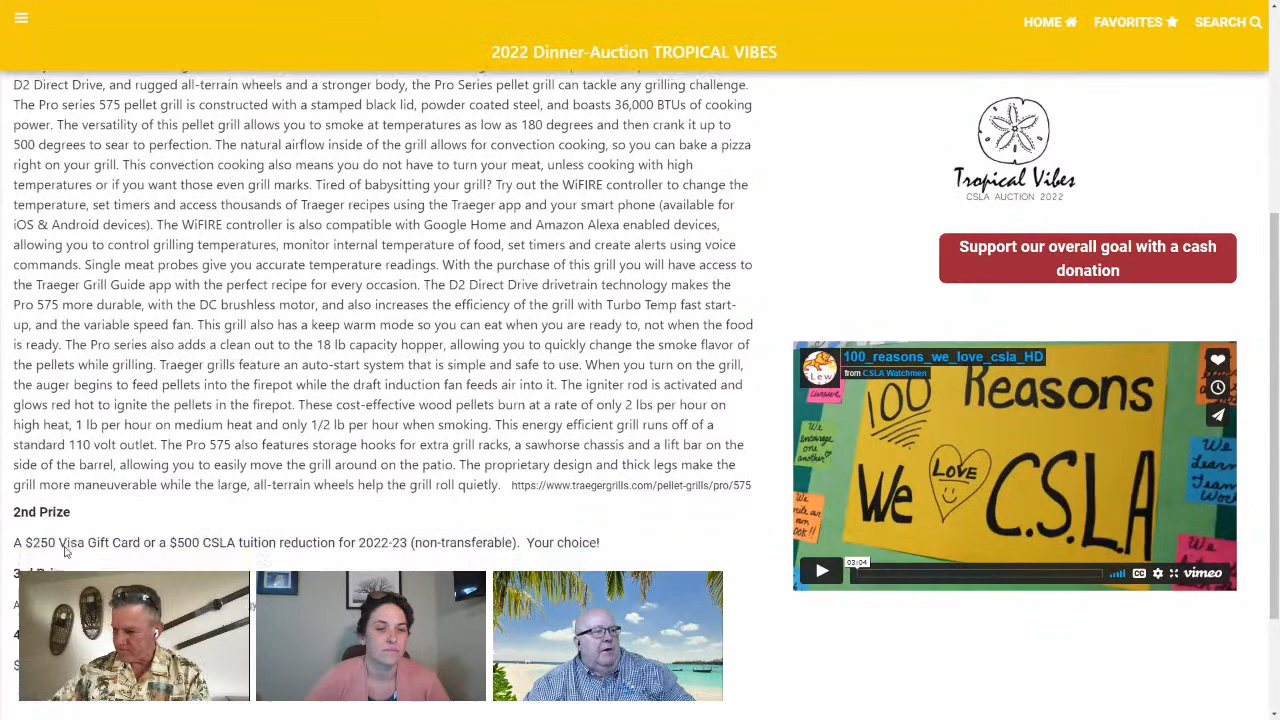 HOME
FAVORITES
SEARCH
2022 Dinner-Auction TROPICAL VIBES
D2 Direct Drive, and rugged all-terrain wheels and a stronger body, the Pro Series pellet grill can tackle any grilling challenge.
The Pro series 575 pellet grill is constructed with a stamped black lid, powder coated steel, and boasts 36,000 BTUs of cooking
power. The versatility of this pellet grill allows you to smoke at temperatures as low as 180 degrees and then crank it up to
500 degrees to sear to perfection. The natural airflow inside of the grill allows for convection cooking, so you can bake a pizza
right on your grill. This convection cooking also means you do not have to turn your meat, unless cooking with high
temperatures or if you want those even grill marks. Tired of babysitting your grill? Try out the WiFIRE controller to change the
temperature, set timers and access thousands of Traeger recipes using the Traeger app and your smart phone (available for
iOS & Android devices). The WiFIRE controller is also compatible with Google Home and Amazon Alexa enabled devices,
allowing you to control grilling temperatures, monitor internal temperature of food, set timers and create alerts using voice
commands. Single meat probes give you accurate temperature readings. With the purchase of this grill you will have access to
the Traeger Grill Guide app with the perfect recipe for every occasion. The D2 Direct Drive drivetrain technology makes the
Pro 575 more durable, with the DC brushless motor, and also increases the efficiency of the grill with Turbo Temp fast start-
up, and the variable speed fan. This grill also has a keep warm mode so you can eat when you are ready to, not when the food
is ready. The Pro series also adds a clean out to the 18 lb capacity hopper, allowing you to quickly change the smoke flavor of
the pellets while grilling. Traeger grills feature an auto-start system that is simple and safe to use. When you turn on the grill,
the auger begins to feed pellets into the firepot while the draft induction fan feeds air into it. The igniter rod is activated and
glows red hot to ignite the pellets in the firepot. These cost-effective wood pellets burn at a rate of only 2 lbs per hour on
high heat, 1 lb per hour on medium heat and only 1/2 lb per hour when smoking. This energy efficient grill runs off of a
standard 110 volt outlet. The Pro 575 also features storage hooks for extra grill racks, a sawhorse chassis and a lift bar on the
side of the barrel, allowing you to easily move the grill around on the patio. The proprietary design and thick legs make the
grill more maneuverable while the large, all-terrain wheels help the grill roll quietly. https://www.traegergrills.com/pellet-grills/pro/575
2nd Prize
A $250 Visa Gift Card or a $500 CSLA tuition reduction for 2022-23 (non-transferable). Your choice!
Tropical Vibes
CSLA AUCTION 2022
Support our overall goal with a cash
donation
100_reasons_we_love_csla_HD
from CSLA Watchmen
100 Reasons
We LOVE C.S.L.A
We
encourage
one
another
We
Learn
Team
Work
03:04
CC
vimeo